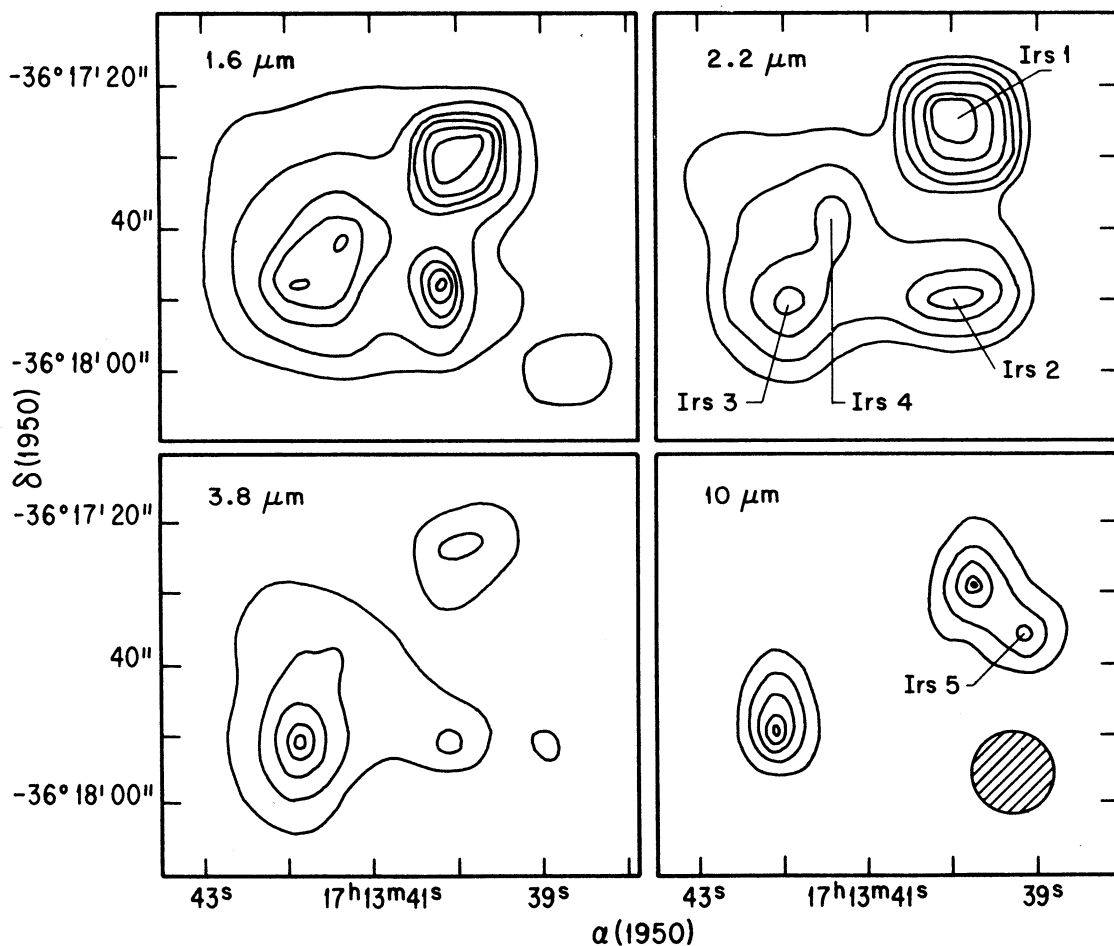 1.6 μm
2.2 μm
Irs 1
-36° 17' 20"
40"
-36° 18' 00"
Irs 2
Irs 3
Irs 4
δ (1950)
3.8 μm
10 μm
-36° 17' 20"
40"
Irs 5
-36° 18' 00"
43ˢ
17ʰ13ᵐ41ˢ
39ˢ
43ˢ
17ʰ13ᵐ41ˢ
39ˢ
α (1950)